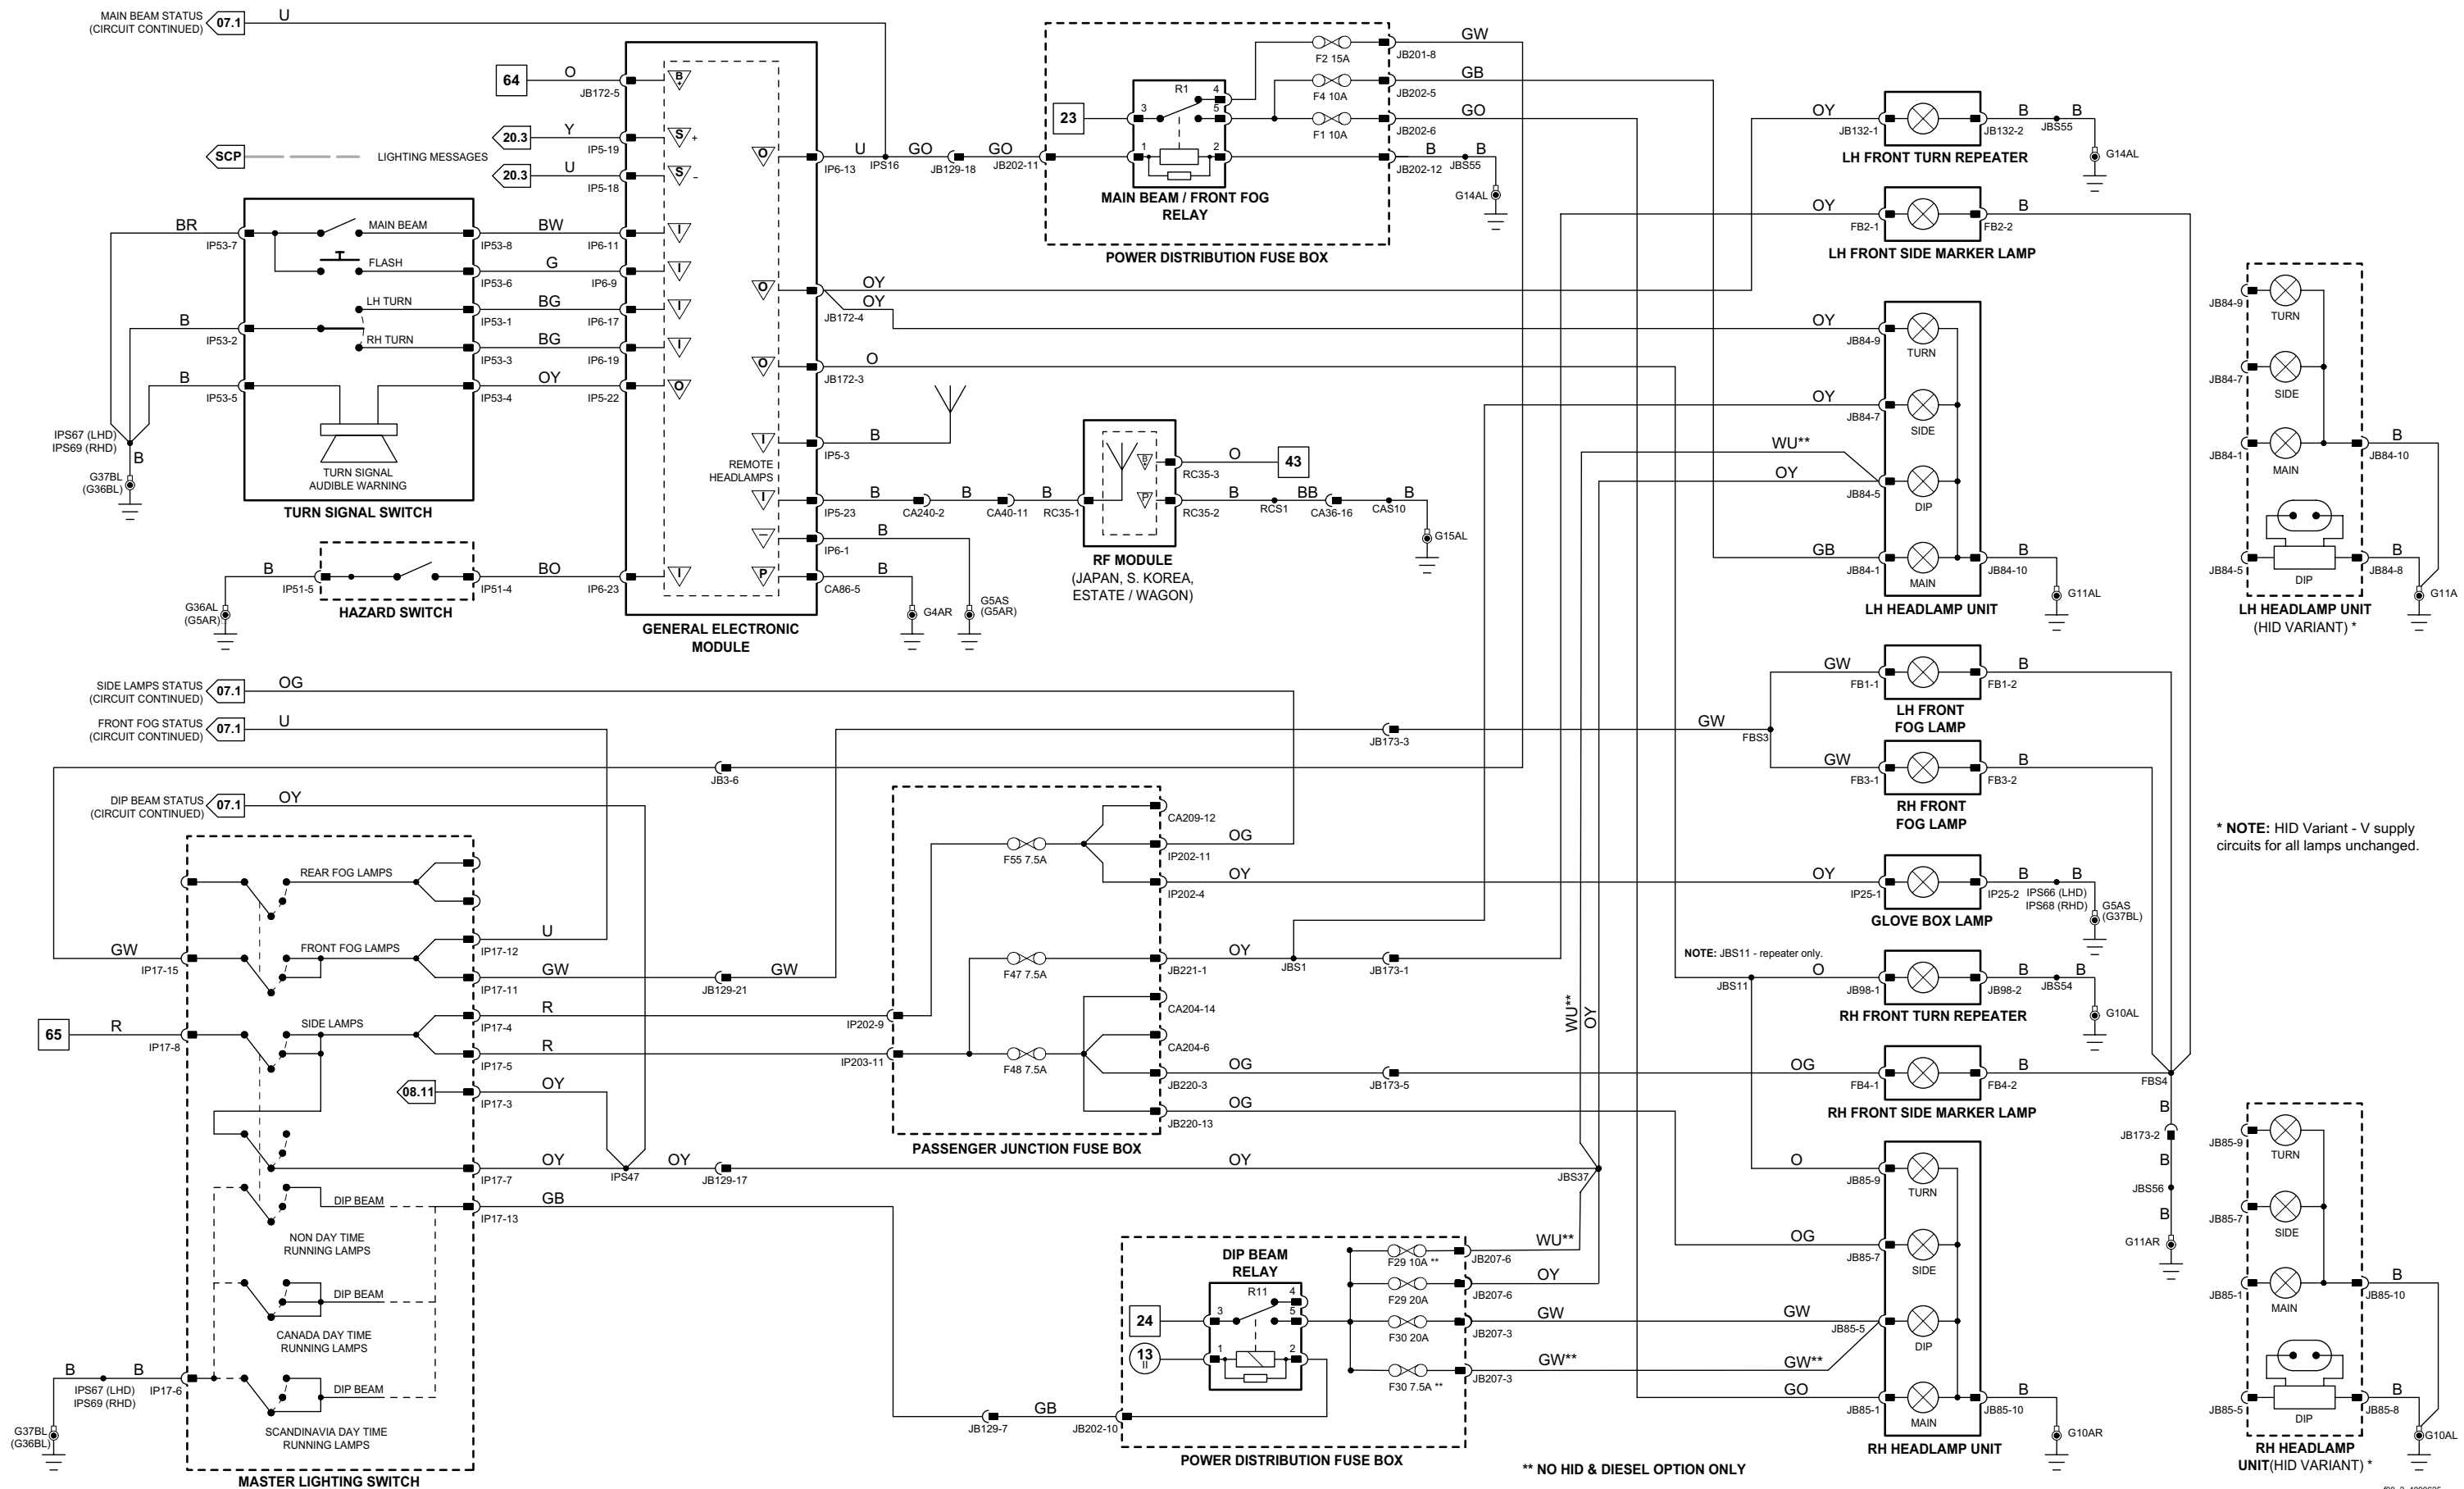 MAIN BEAM STATUS
(CIRCUIT CONTINUED)
07.1
U
64
O
JB172-5
B+
20.3
Y
IP5-19
S+
SCP
LIGHTING MESSAGES
20.3
U
IP5-18
S-
BR
IP53-7
MAIN BEAM
IP53-8
BW
IP6-11
I
FLASH
IP53-6
G
IP6-9
I
LH TURN
IP53-1
BG
IP6-17
I
B
IP53-2
RH TURN
IP53-3
BG
IP6-19
I
B
IP53-5
IP53-4
OY
IP5-22
O
IPS67 (LHD)
IPS69 (RHD)
B
G37BL
(G36BL)
TURN SIGNAL
AUDIBLE WARNING
TURN SIGNAL SWITCH
B
IP51-5
IP51-4
BO
IP6-23
I
G36AL
(G5AR)
HAZARD SWITCH
O
IP6-13
U
IPS16
GO
JB129-18
GO
JB202-11
O
JB172-4
OY
OY
O
JB172-3
O
I
IP5-3
B
REMOTE
HEADLAMPS
I
IP5-23
B
CA240-2
B
CA40-11
B
RC35-1
IP6-1
B
P
CA86-5
B
G4AR
G5AS
(G5AR)
GENERAL ELECTRONIC
MODULE
B+
RC35-3
O
43
P
RC35-2
B
RCS1
BB
CA36-16
CAS10
B
G15AL
RF MODULE
(JAPAN, S. KOREA,
ESTATE / WAGON)
F2 15A
JB201-8
GW
F4 10A
JB202-5
GB
F1 10A
JB202-6
GO
23
R1
3
4
5
1
2
JB202-12
B
JBS55
B
G14AL
MAIN BEAM / FRONT FOG
RELAY
POWER DISTRIBUTION FUSE BOX
OY
JB132-1
JB132-2
B
JBS55
B
G14AL
LH FRONT TURN REPEATER
OY
FB2-1
FB2-2
B
LH FRONT SIDE MARKER LAMP
OY
JB84-9
TURN
OY
JB84-7
SIDE
WU**
OY
JB84-5
DIP
GB
JB84-1
MAIN
JB84-10
B
G11AL
LH HEADLAMP UNIT
JB84-9
TURN
JB84-7
SIDE
JB84-1
MAIN
JB84-10
B
JB84-5
DIP
JB84-8
B
G11A
LH HEADLAMP UNIT
(HID VARIANT) *
SIDE LAMPS STATUS
(CIRCUIT CONTINUED)
07.1
OG
FRONT FOG STATUS
(CIRCUIT CONTINUED)
07.1
U
JB173-3
GW
FBS3
JB3-6
DIP BEAM STATUS
(CIRCUIT CONTINUED)
07.1
OY
GW
FB1-1
FB1-2
B
LH FRONT
FOG LAMP
GW
FB3-1
FB3-2
B
RH FRONT
FOG LAMP
* NOTE: HID Variant - V supply
circuits for all lamps unchanged.
REAR FOG LAMPS
GW
IP17-15
FRONT FOG LAMPS
IP17-12
U
IP17-11
GW
JB129-21
GW
65
R
IP17-8
SIDE LAMPS
IP17-4
R
IP202-9
IP17-5
R
IP203-11
08.11
IP17-3
OY
IP17-7
OY
IPS47
OY
JB129-17
OY
JBS37
IP17-13
GB
DIP BEAM
NON DAY TIME
RUNNING LAMPS
DIP BEAM
CANADA DAY TIME
RUNNING LAMPS
DIP BEAM
SCANDINAVIA DAY TIME
RUNNING LAMPS
B
IPS67 (LHD)
IPS69 (RHD)
B
IP17-6
G37BL
(G36BL)
MASTER LIGHTING SWITCH
F55 7.5A
CA209-12
IP202-11
OG
IP202-4
OY
F47 7.5A
JB221-1
OY
JBS1
JB173-1
CA204-14
CA204-6
F48 7.5A
JB220-3
OG
JB173-5
JB220-13
OG
PASSENGER JUNCTION FUSE BOX
WU**
OY
OY
IP25-1
IP25-2
B
IPS66 (LHD)
IPS68 (RHD)
B
G5AS
(G37BL)
GLOVE BOX LAMP
NOTE: JBS11 - repeater only.
JBS11
O
JB98-1
JB98-2
B
JBS54
B
G10AL
RH FRONT TURN REPEATER
OG
FB4-1
FB4-2
B
FBS4
RH FRONT SIDE MARKER LAMP
B
JB173-2
B
JBS56
B
G11AR
DIP BEAM
RELAY
R11
24
13
II
3
4
5
1
2
F29 10A **
JB207-6
WU**
F29 20A
JB207-6
OY
F30 20A
JB207-3
GW
F30 7.5A **
JB207-3
GW**
JB129-7
GB
JB202-10
POWER DISTRIBUTION FUSE BOX
** NO HID & DIESEL OPTION ONLY
O
JB85-9
TURN
OG
JB85-7
SIDE
GW
JB85-5
DIP
GW**
GO
JB85-1
MAIN
JB85-10
B
G10AR
RH HEADLAMP UNIT
JB85-9
TURN
JB85-7
SIDE
JB85-1
MAIN
JB85-10
B
JB85-5
DIP
JB85-8
B
G10AL
RH HEADLAMP
UNIT(HID VARIANT) *